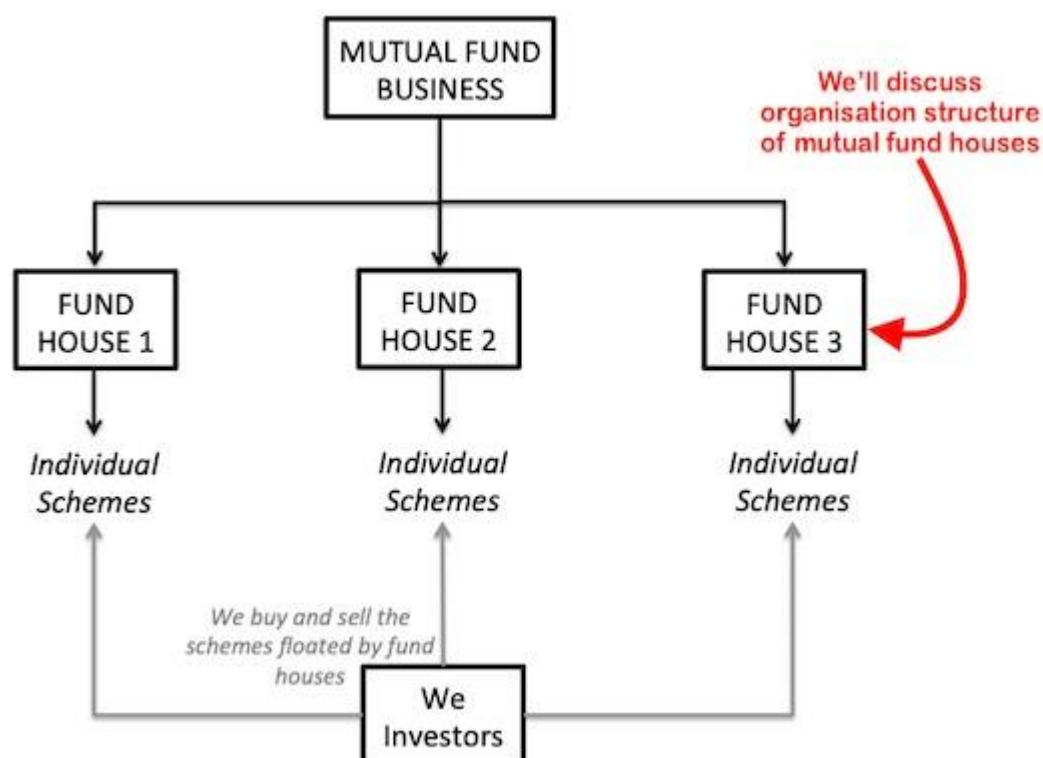 MUTUAL FUND
BUSINESS
We'll discuss
organisation structure
of mutual fund houses
FUND
HOUSE 1
FUND
HOUSE 2
FUND
HOUSE 3
Individual
Schemes
Individual
Schemes
Individual
Schemes
We buy and sell the
schemes floated by fund
houses
We
Investors